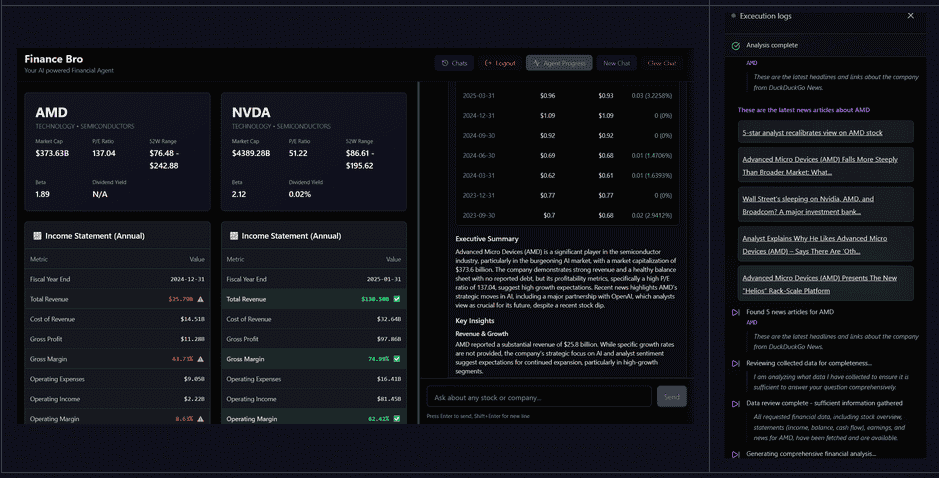 Finance Bro
Your AI powered Financial Agent
Chats
Logout
Agent Progress
New Chat
Clear Chat
AMD
TECHNOLOGY • SEMICONDUCTORS
Market Cap P/E Ratio 52W Range
$373.63B 137.04 $76.48 -
$242.88
Beta Dividend Yield
1.89 N/A
Income Statement (Annual)
Metric Value
Fiscal Year End 2024-12-31
Total Revenue $25.79B
Cost of Revenue $14.51B
Gross Profit $11.28B
Gross Margin 43.73%
Operating Expenses $9.05B
Operating Income $2.22B
Operating Margin 8.63%
NVDA
TECHNOLOGY • SEMICONDUCTORS
Market Cap P/E Ratio 52W Range
$4389.28B 51.22 $86.61 -
$195.62
Beta Dividend Yield
2.12 0.02%
Income Statement (Annual)
Metric Value
Fiscal Year End 2025-01-31
Total Revenue $130.50B
Cost of Revenue $32.64B
Gross Profit $97.86B
Gross Margin 74.99%
Operating Expenses $16.41B
Operating Income $81.45B
Operating Margin 62.42%
2025-03-31 $0.96 $0.93 0.03 (3.2258%)
2024-12-31 $1.09 $1.09 0 (0%)
2024-09-30 $0.92 $0.92 0 (0%)
2024-06-30 $0.69 $0.68 0.01 (1.4706%)
2024-03-31 $0.62 $0.61 0.01 (1.6393%)
2023-12-31 $0.77 $0.77 0 (0%)
2023-09-30 $0.7 $0.68 0.02 (2.9412%)
Executive Summary
Advanced Micro Devices (AMD) is a significant player in the semiconductor
industry, particularly in the burgeoning AI market, with a market capitalization of
$373.6 billion. The company demonstrates strong revenue and a healthy balance
sheet with no reported debt, but its profitability metrics, specifically a high P/E
ratio of 137.04, suggest high growth expectations. Recent news highlights AMD's
strategic moves in AI, including a major partnership with OpenAI, which analysts
view as crucial for its future, despite a recent stock dip.
Key Insights
Revenue & Growth
AMD reported a substantial revenue of $25.8 billion. While specific growth rates
are not provided, the company's strategic focus on AI and analyst sentiment
suggest expectations for continued expansion, particularly in high-growth
segments.
Ask about any stock or company...
Send
Press Enter to send, Shift+Enter for new line
Excecution logs
Analysis complete
AMD
These are the latest headlines and links about the company
from DuckDuckGo News.
These are the latest news articles about AMD
5-star analyst recalibrates view on AMD stock
Advanced Micro Devices (AMD) Falls More Steeply
Than Broader Market: What...
Wall Street's sleeping on Nvidia, AMD, and
Broadcom? A major investment bank...
Analyst Explains Why He Likes Advanced Micro
Devices (AMD) – Says There Are 'Oth...
Advanced Micro Devices (AMD) Presents The New
"Helios" Rack-Scale Platform
Found 5 news articles for AMD
AMD
These are the latest headlines and links about the company
from DuckDuckGo News.
Reviewing collected data for completeness...
I am analyzing what data I have collected to ensure it is
sufficient to answer your question comprehensively.
Data review complete - sufficient information gathered
All requested financial data, including stock overview,
statements (income, balance, cash flow), earnings, and
news for AMD, have been fetched and are available.
Generating comprehensive financial analysis...